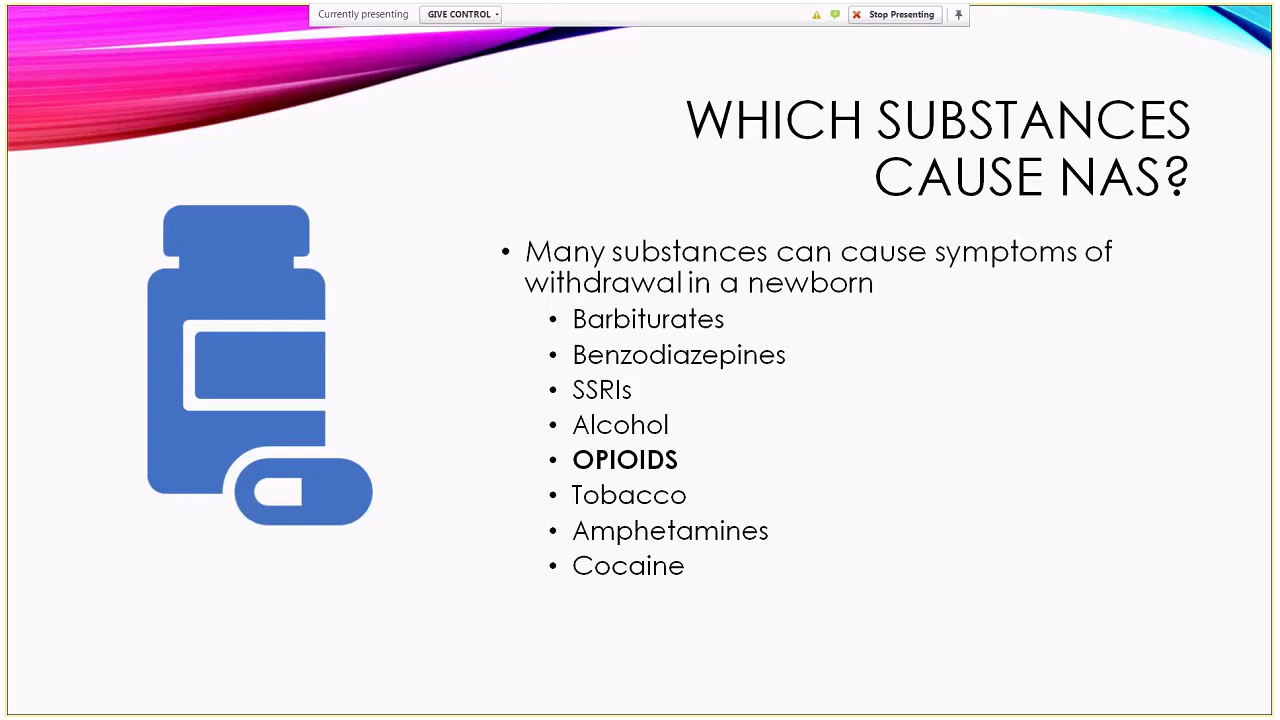 Currently presenting GIVE CONTROL Stop Presenting
WHICH SUBSTANCES
CAUSE NAS?
• Many substances can cause symptoms of
withdrawal in a newborn
• Barbiturates
• Benzodiazepines
• SSRIs
• Alcohol
• OPIOIDS
• Tobacco
• Amphetamines
• Cocaine